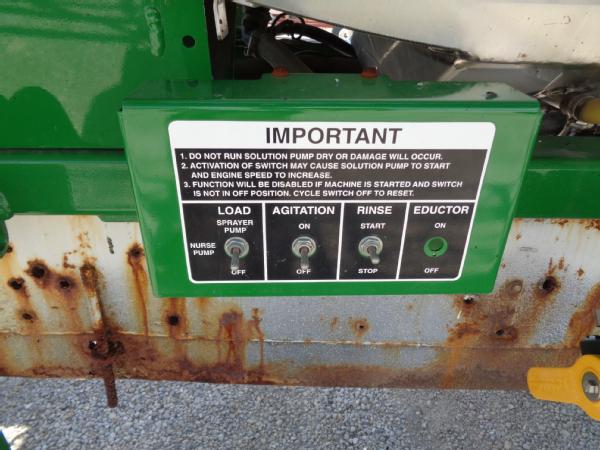 IMPORTANT
1. DO NOT RUN SOLUTION PUMP DRY OR DAMAGE WILL OCCUR.
2. ACTIVATION OF SWITCH MAY CAUSE SOLUTION PUMP TO START
AND ENGINE SPEED TO INCREASE.
3. FUNCTION WILL BE DISABLED IF MACHINE IS STARTED AND SWITCH
IS NOT IN OFF POSITION. CYCLE SWITCH OFF TO RESET.
LOAD
SPRAYER
PUMP
NURSE
PUMP
OFF
AGITATION
ON
OFF
RINSE
START
STOP
EDUCTOR
ON
OFF